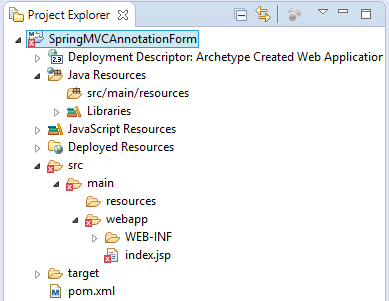 Project Explorer
SpringMVCAnnotationForm
Deployment Descriptor: Archetype Created Web Application
Java Resources
src/main/resources
Libraries
JavaScript Resources
Deployed Resources
src
main
resources
webapp
WEB-INF
index.jsp
target
pom.xml